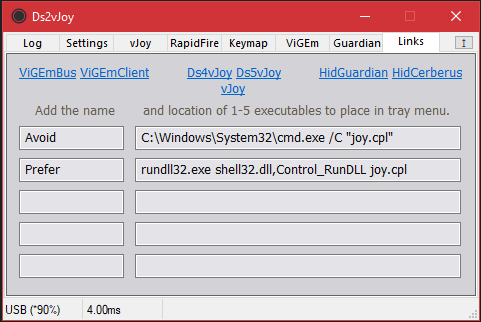 Ds2vJoy
Log Settings vJoy RapidFire Keymap ViGEm Guardian Links
ViGEmBus ViGEmClient Ds4vJoy Ds5vJoy HidGuardian HidCerberus
vJoy
Add the name and location of 1-5 executables to place in tray menu.
Avoid C:\Windows\System32\cmd.exe /C "joy.cpl"
Prefer rundll32.exe shell32.dll,Control_RunDLL joy.cpl
USB (*90%) 4.00ms